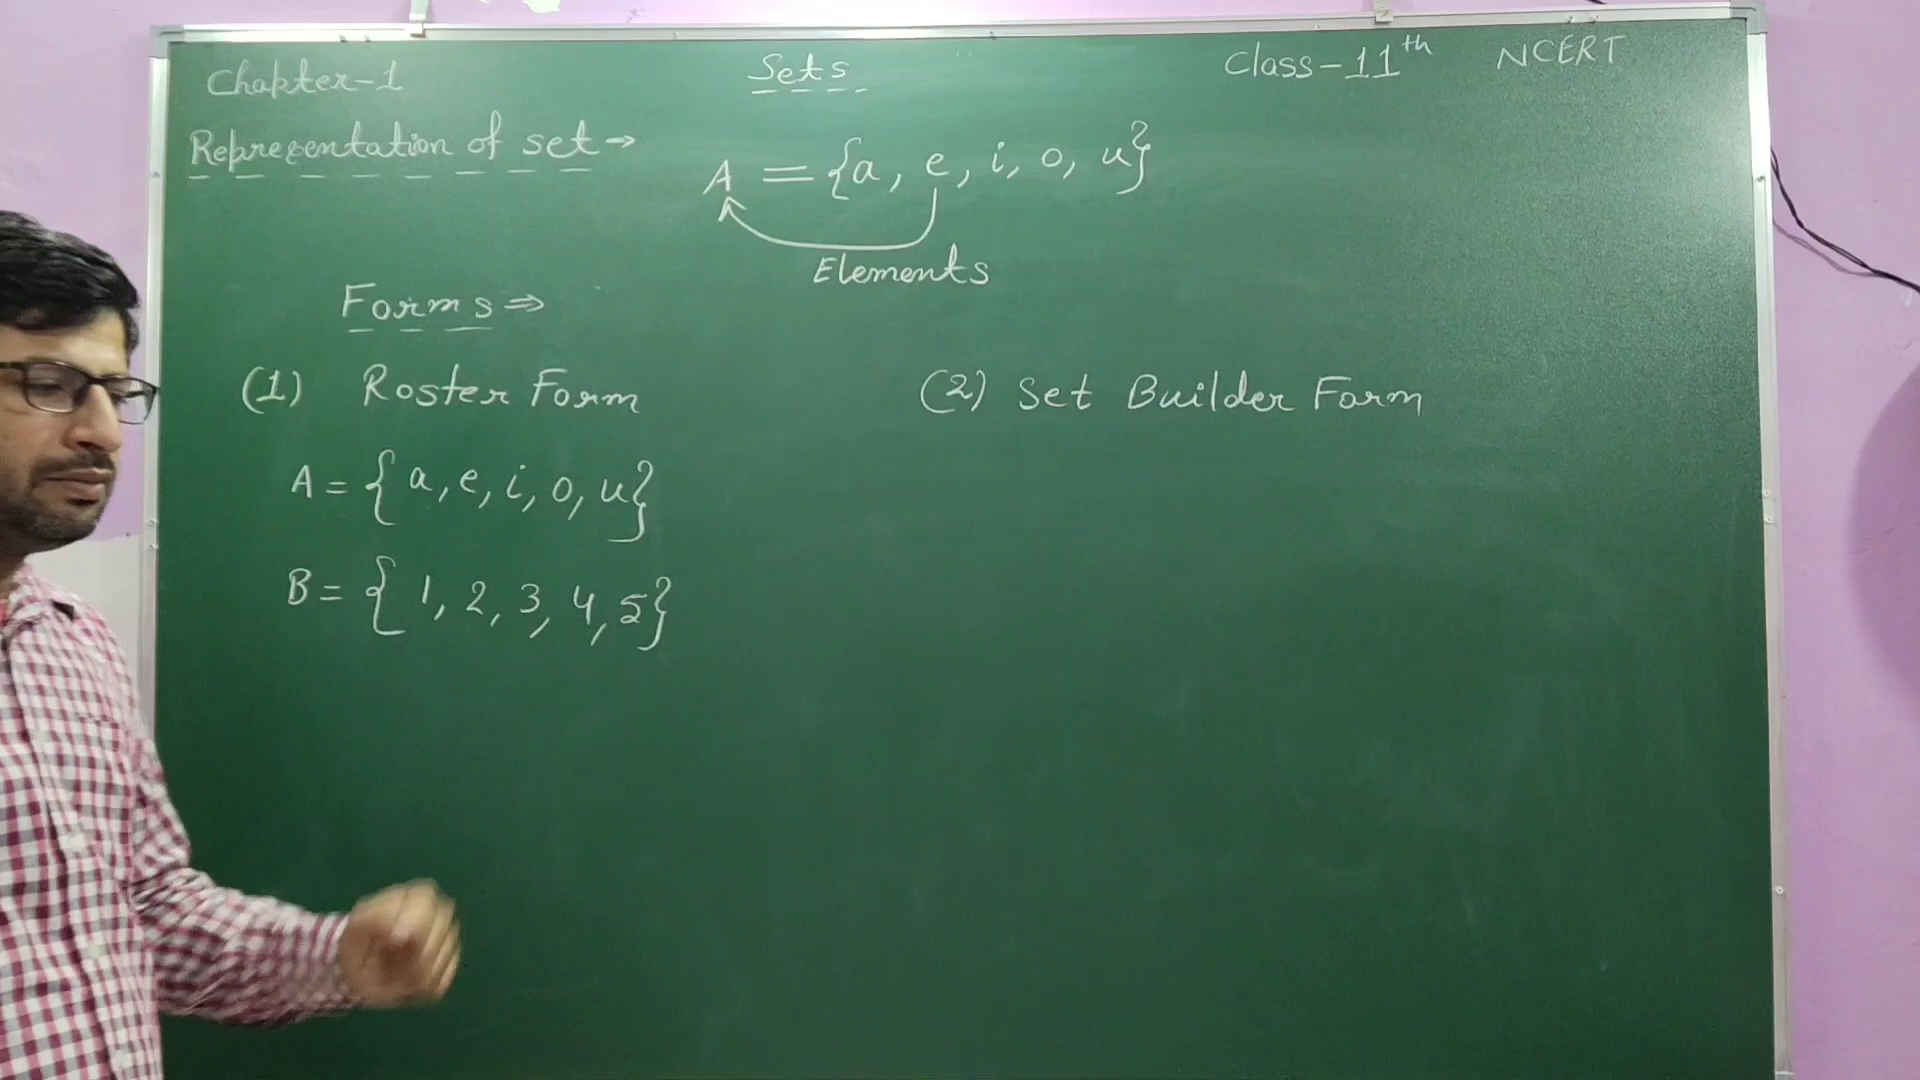 Chapter-1 Sets Class-11th NCERT
Representation of set→
A = {a, e, i, o, u}
Elements
Forms ⇒
(1) Roster Form (2) Set Builder Form
A = { a, e, i, o, u}
B = { 1, 2, 3, 4, 5}